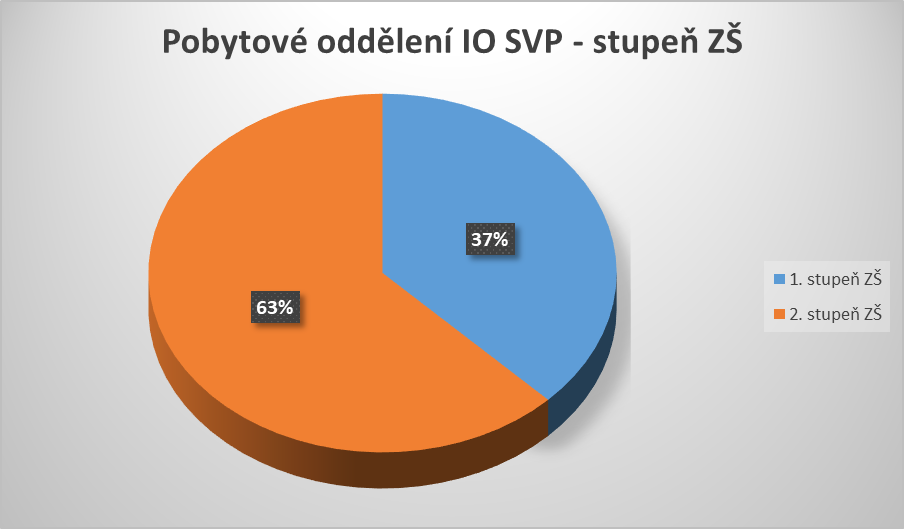 Pobytové oddělení IO SVP - stupeň ZŠ
37%
63%
1. stupeň ZŠ
2. stupeň ZŠ